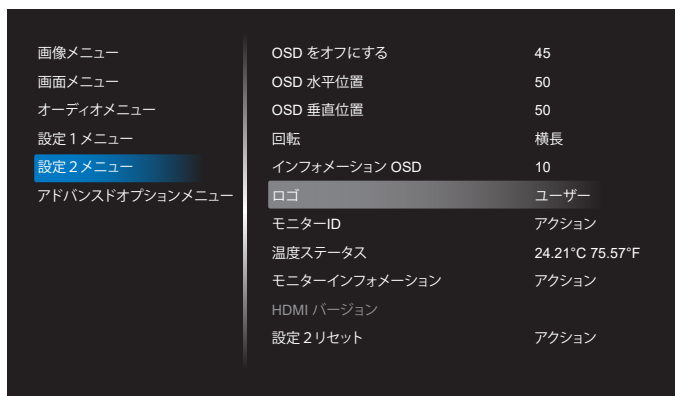 画像メニュー
画面メニュー
オーディオメニュー
設定１メニュー
設定２メニュー
アドバンスドオプションメニュー
OSD をオフにする 45
OSD 水平位置 50
OSD 垂直位置 50
回転 横長
インフォメーション OSD 10
ロゴ ユーザー
モニターID アクション
温度ステータス 24.21°C 75.57°F
モニターインフォメーション アクション
HDMI バージョン
設定２リセット アクション